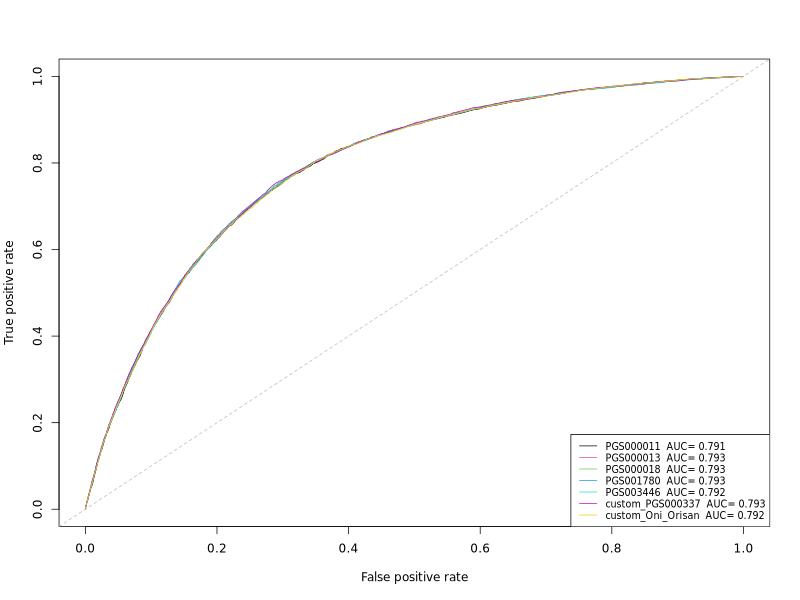 1.0
0.8
0.6
0.4
0.2
0.0
True positive rate
PGS000011 AUC= 0.791
PGS000013 AUC= 0.793
PGS000018 AUC= 0.793
PGS001780 AUC= 0.793
PGS003446 AUC= 0.792
custom_PGS000337 AUC= 0.793
custom_Oni_Orisan AUC= 0.792
0.0 0.2 0.4 0.6 0.8 1.0
False positive rate